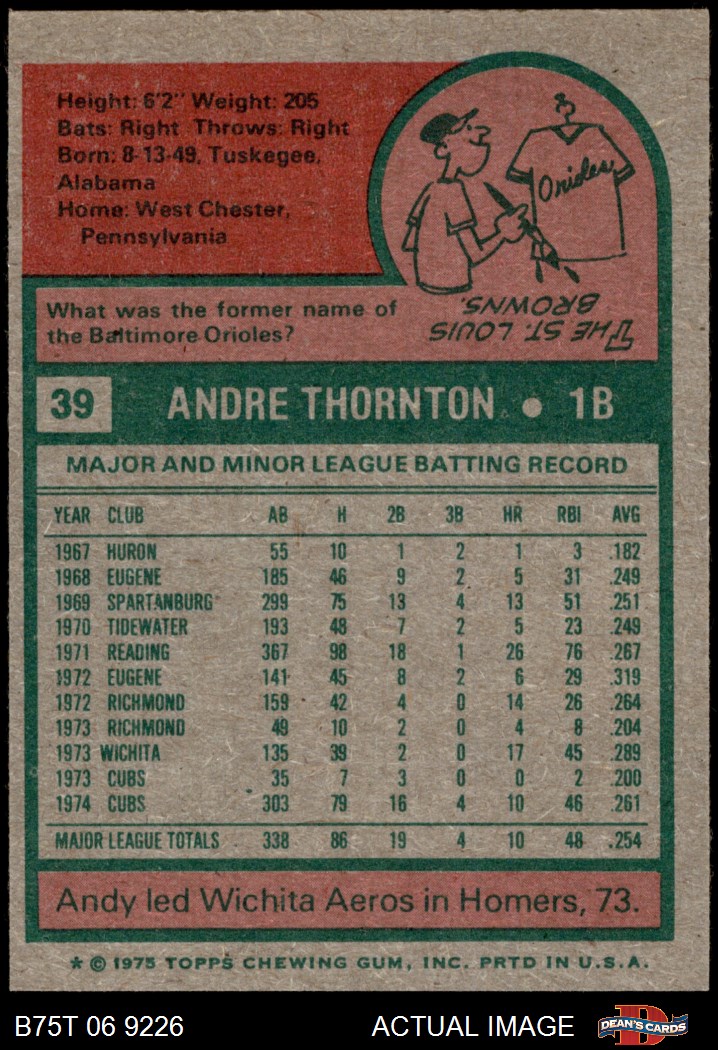 Height: 6'2" Weight: 205
Bats: Right Throws: Right
Born: 8-13-49, Tuskegee,
Alabama
Home: West Chester,
Pennsylvania
Orioles
What was the former name of
the Baltimore Orioles?
THE ST. LOUIS
BROWNS.
39 ANDRE THORNTON • 1B
MAJOR AND MINOR LEAGUE BATTING RECORD
YEAR CLUB AB H 2B 3B HR RBI AVG
1967 HURON 55 10 1 2 1 3 .182
1968 EUGENE 185 46 9 2 5 31 .249
1969 SPARTANBURG 299 75 13 4 13 51 .251
1970 TIDEWATER 193 48 7 2 5 23 .249
1971 READING 367 98 18 1 26 76 .267
1972 EUGENE 141 45 8 2 6 29 .319
1972 RICHMOND 159 42 4 0 14 26 .264
1973 RICHMOND 49 10 2 0 4 8 .204
1973 WICHITA 135 39 2 0 17 45 .289
1973 CUBS 35 7 3 0 0 2 .200
1974 CUBS 303 79 16 4 10 46 .261
MAJOR LEAGUE TOTALS 338 86 19 4 10 48 .254
Andy led Wichita Aeros in Homers, 73.
* © 1975 TOPPS CHEWING GUM, INC. PRTD IN U.S.A.
B75T 06 9226 ACTUAL IMAGE D DEAN'S CARDS